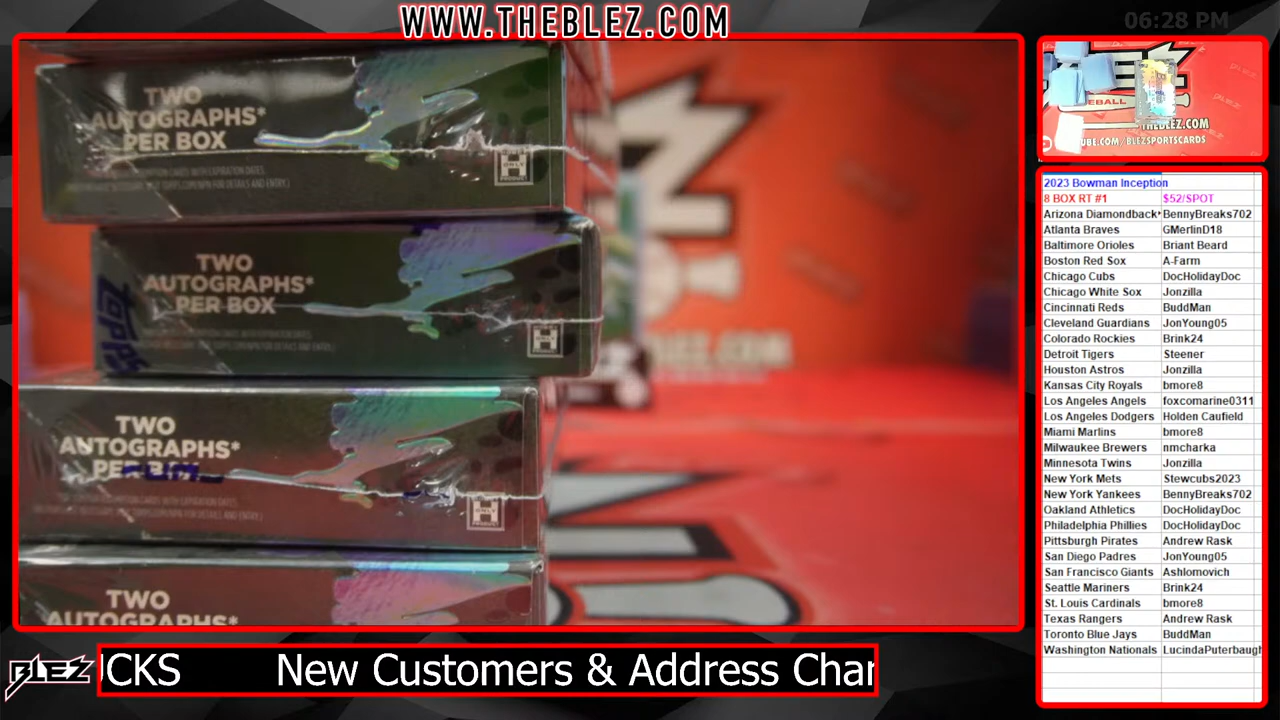 WWW.THEBLEZ.COM
06:28 PM
TWO
AUTOGRAPHS*
PER BOX
TWO
AUTOGRAPHS*
PER BOX
TWO
AUTOGRAPHS*
PER BOX
TWO
AUTOGRAPHS*
2023 Bowman Inception
8 BOX RT #1 $52/SPOT
Arizona Diamondback BennyBreaks702
Atlanta Braves GMerlinD18
Baltimore Orioles Briant Beard
Boston Red Sox A-Farm
Chicago Cubs DocHolidayDoc
Chicago White Sox Jonzilla
Cincinnati Reds BuddMan
Cleveland Guardians JonYoung05
Colorado Rockies Brink24
Detroit Tigers Steener
Houston Astros Jonzilla
Kansas City Royals bmore8
Los Angeles Angels foxcomarine0311
Los Angeles Dodgers Holden Caufield
Miami Marlins bmore8
Milwaukee Brewers nmcharka
Minnesota Twins Jonzilla
New York Mets Stewcubs2023
New York Yankees BennyBreaks702
Oakland Athletics DocHolidayDoc
Philadelphia Phillies DocHolidayDoc
Pittsburgh Pirates Andrew Rask
San Diego Padres JonYoung05
San Francisco Giants Ashlomovich
Seattle Mariners Brink24
St. Louis Cardinals bmore8
Texas Rangers Andrew Rask
Toronto Blue Jays BuddMan
Washington Nationals LucindaPuterbaugh
BLEZ
UCKS New Customers & Address Char